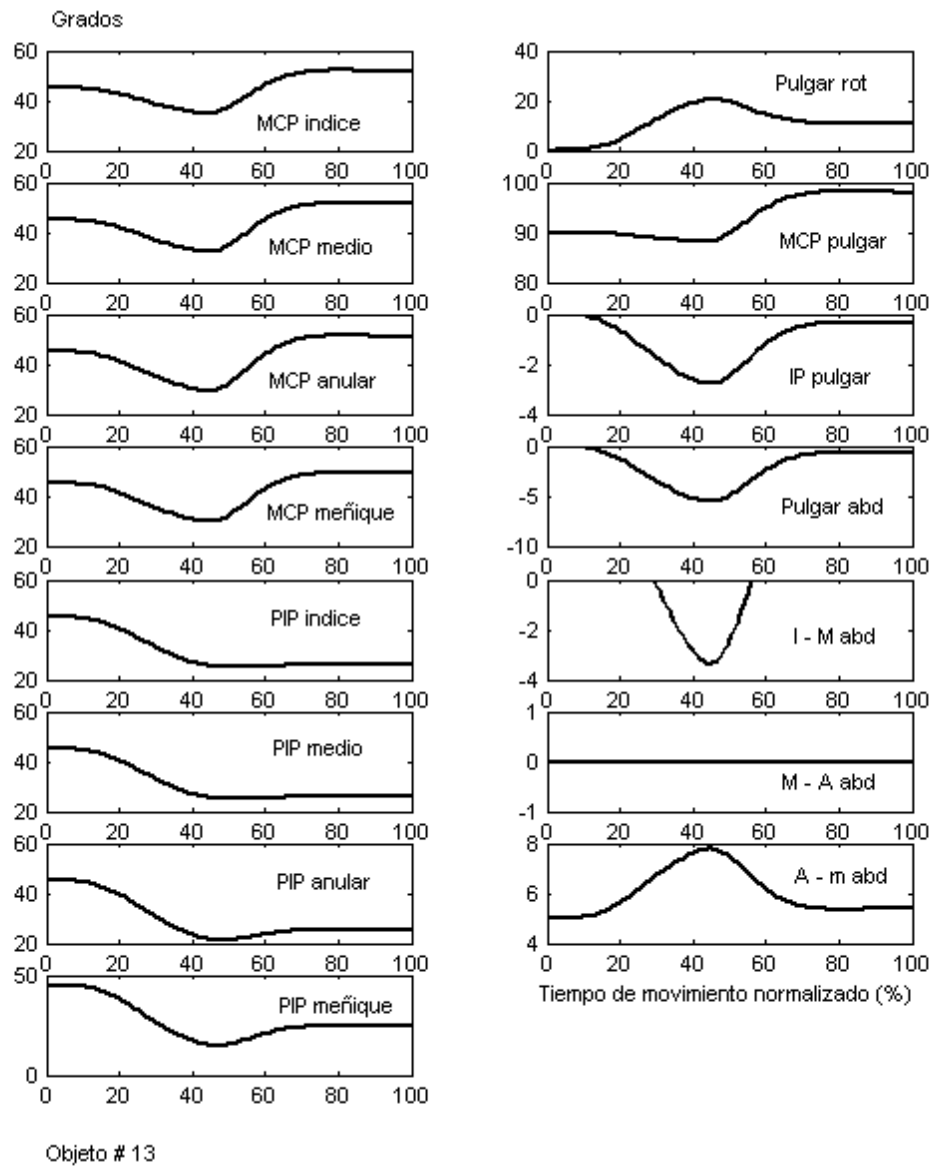 Grados
60
40
20
0 20 40 60 80 100
MCP indice
60
40
20
0 20 40 60 80 100
MCP medio
60
40
20
0 20 40 60 80 100
MCP anular
60
40
20
0 20 40 60 80 100
MCP meñique
60
40
20
0 20 40 60 80 100
PIP indice
60
40
20
0 20 40 60 80 100
PIP medio
60
40
20
0 20 40 60 80 100
PIP anular
50
0
0 20 40 60 80 100
PIP meñique
40
20
0
0 20 40 60 80 100
Pulgar rot
100
90
80
0 20 40 60 80 100
MCP pulgar
0
-2
-4
0 20 40 60 80 100
IP pulgar
0
-5
-10
0 20 40 60 80 100
Pulgar abd
0
-2
-4
0 20 40 60 80 100
I - M abd
1
0
-1
0 20 40 60 80 100
M - A abd
8
6
4
0 20 40 60 80 100
A - m abd
Tiempo de movimiento normalizado (%)
Objeto # 13